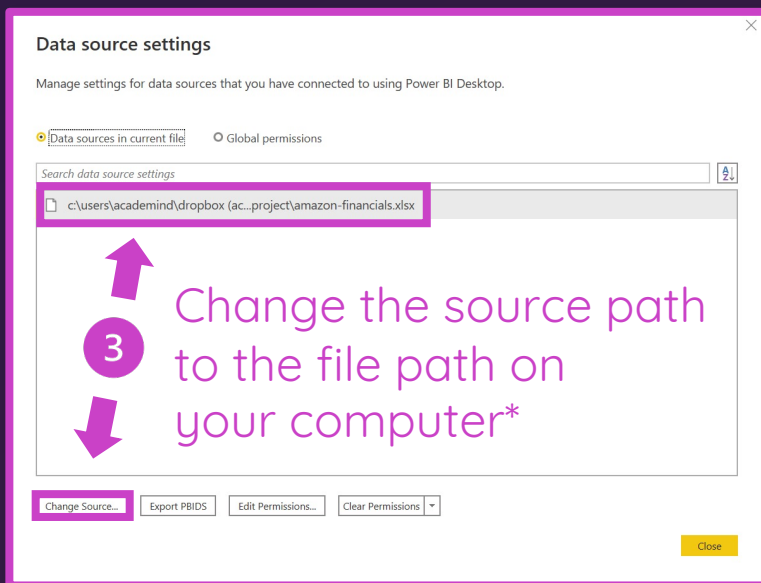 Data source settings
Manage settings for data sources that you have connected to using Power BI Desktop.
Data sources in current file Global permissions
Search data source settings
A
Z
c:\users\academind\dropbox (ac...project\amazon-financials.xlsx
3
Change the source path
to the file path on
your computer*
Change Source... Export PBIDS Edit Permissions... Clear Permissions
Close